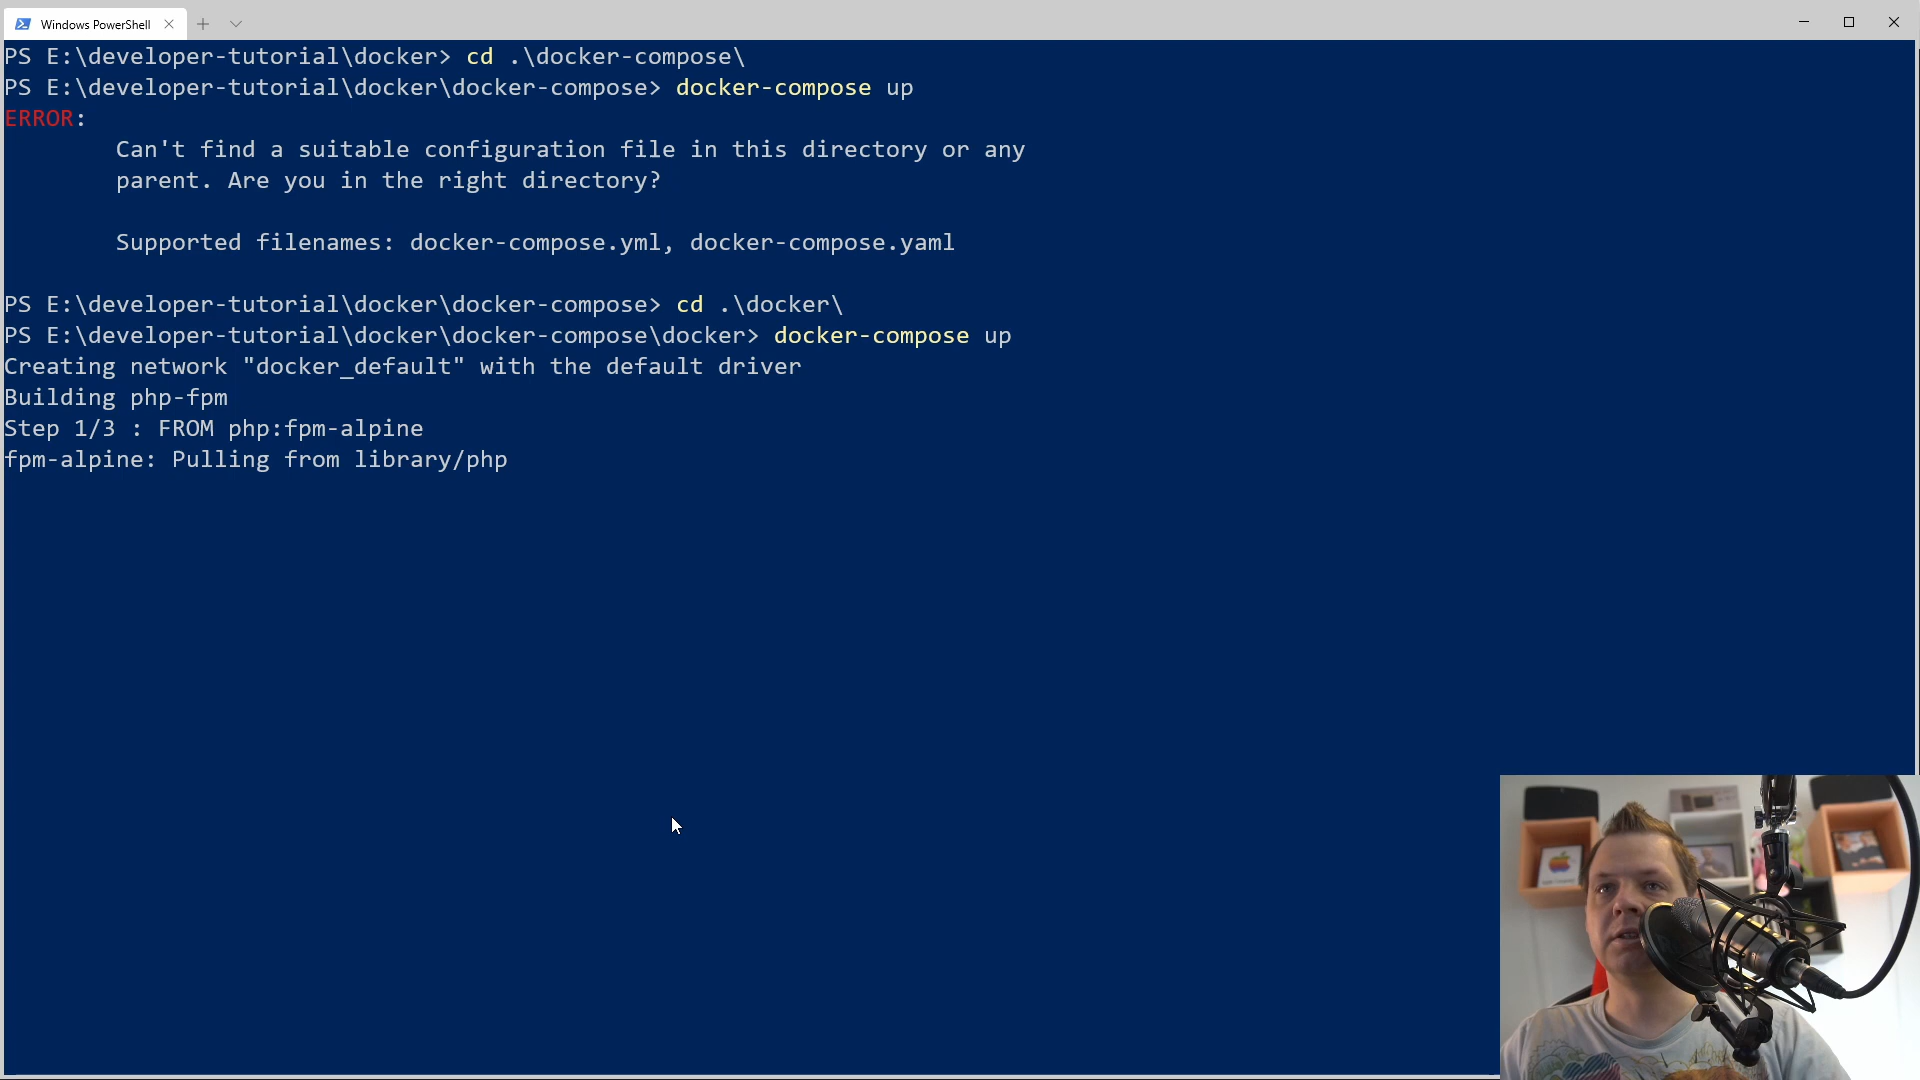 Windows PowerShell
PS E:\developer-tutorial\docker> cd .\docker-compose\
PS E:\developer-tutorial\docker\docker-compose> docker-compose up
ERROR:
Can't find a suitable configuration file in this directory or any
parent. Are you in the right directory?
Supported filenames: docker-compose.yml, docker-compose.yaml
PS E:\developer-tutorial\docker\docker-compose> cd .\docker\
PS E:\developer-tutorial\docker\docker-compose\docker> docker-compose up
Creating network "docker_default" with the default driver
Building php-fpm
Step 1/3 : FROM php:fpm-alpine
fpm-alpine: Pulling from library/php